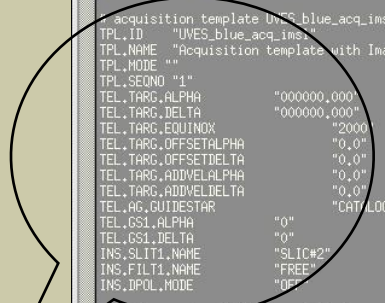 # acquisition template UVES_blue_acq_ims
TPL.ID "UVES_blue_acq_imsl"
TPL.NAME "Acquisition template with Ima
TPL.MODE ""
TPL.SEQNO "1"
TEL.TARG.ALPHA "000000.000"
TEL.TARG.DELTA "000000.000"
TEL.TARG.EQUINOX "2000"
TEL.TARG.OFFSETALPHA "0.0"
TEL.TARG.OFFSETDELTA "0.0"
TEL.TARG.ADDVELALPHA "0.0"
TEL.TARG.ADDVELDELTA "0.0"
TEL.AG.GUIDESTAR "CATALO
TEL.GS1.ALPHA "0"
TEL.GS1.DELTA "0"
INS.SLIT1.NAME "SLIC#2"
INS.FILT1.NAME "FREE"
INS.DPOL.MODE "OFF"